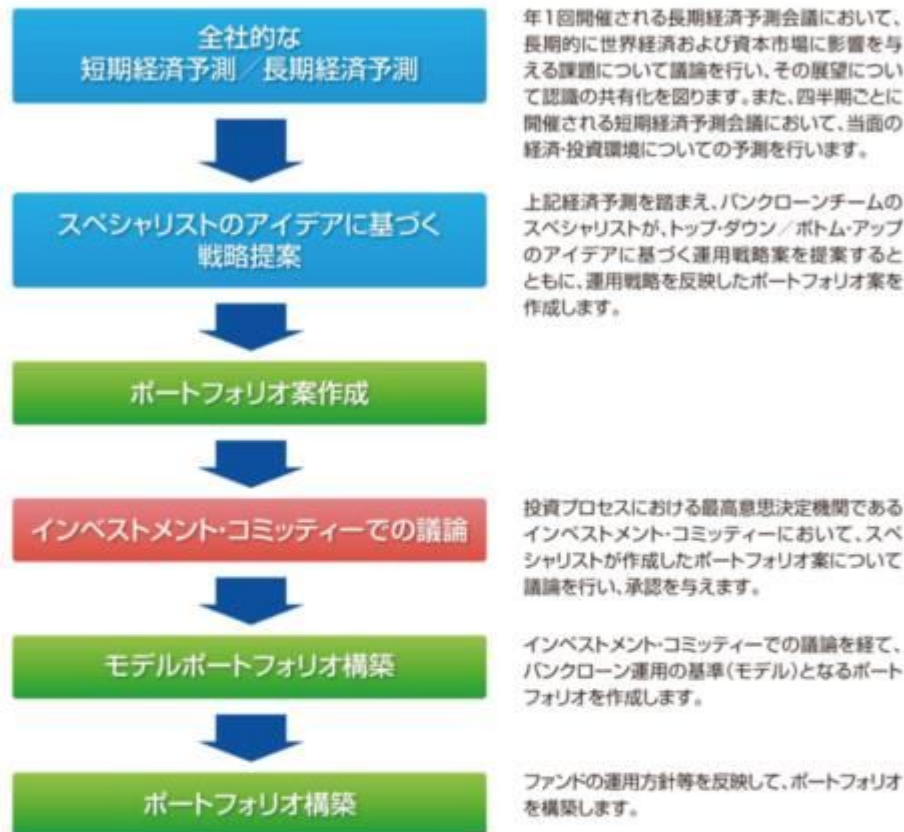 全社的な
短期経済予測／長期経済予測
年1回開催される長期経済予測会議において、
長期的に世界経済および資本市場に影響を与
える課題について議論を行い、その展望につい
て認識の共有化を図ります。また、四半期ごとに
開催される短期経済予測会議において、当面の
経済・投資環境についての予測を行います。
スペシャリストのアイデアに基づく
戦略提案
上記経済予測を踏まえ、バンクローンチームの
スペシャリストが、トップ・ダウン／ボトム・アップ
のアイデアに基づく運用戦略案を提案すると
ともに、運用戦略を反映したポートフォリオ案を
作成します。
ポートフォリオ案作成
インベストメント・コミッティーでの議論
投資プロセスにおける最高意思決定機関である
インベストメント・コミッティーにおいて、スペ
シャリストが作成したポートフォリオ案について
議論を行い、承認を与えます。
モデルポートフォリオ構築
インベストメント・コミッティーでの議論を経て、
バンクローン運用の基準（モデル）となるポート
フォリオを作成します。
ポートフォリオ構築
ファンドの運用方針等を反映して、ポートフォリオ
を構築します。